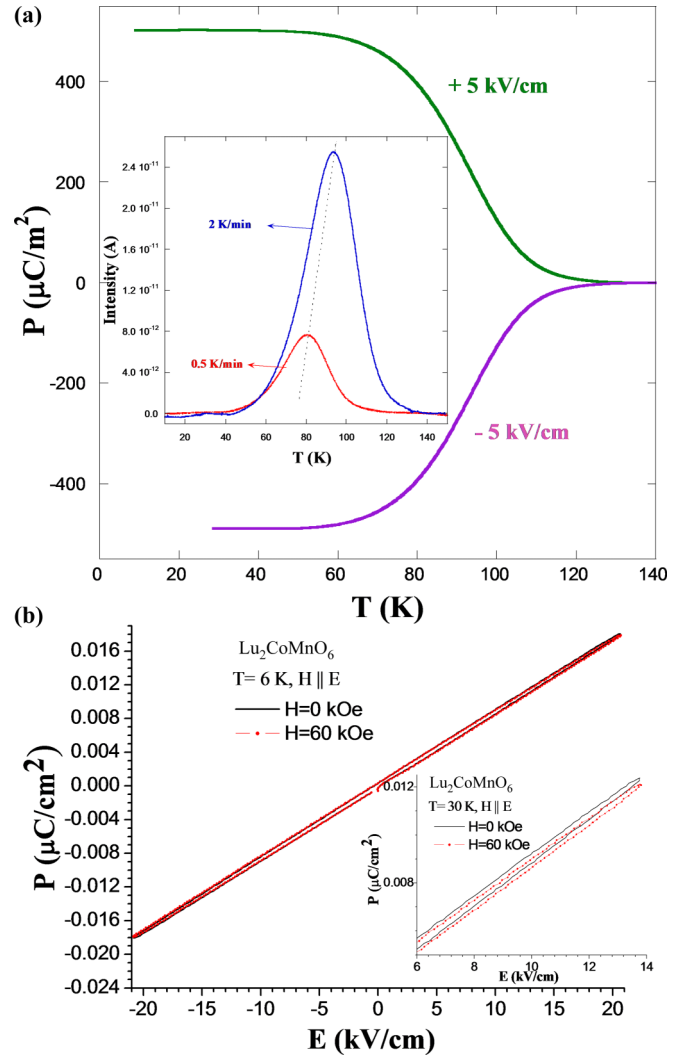 (a)
400
200
0
-200
-400
P (μC/m²)
+ 5 kV/cm
- 5 kV/cm
2.4 10⁻¹¹
2.0 10⁻¹¹
1.6 10⁻¹¹
1.2 10⁻¹¹
8.0 10⁻¹²
4.0 10⁻¹²
0.0
Intensity (A)
2 K/min
0.5 K/min
20 40 60 80 100 120 140
T (K)
0 20 40 60 80 100 120 140
T (K)
(b)
0.016
0.012
0.008
0.004
0.000
-0.004
-0.008
-0.012
-0.016
-0.020
-0.024
P (μC/cm²)
Lu₂CoMnO₆
T= 6 K, H || E
H=0 kOe
H=60 kOe
0.012
0.008
P (μC/cm²)
Lu₂CoMnO₆
T= 30 K, H || E
H=0 kOe
H=60 kOe
6 8 10 12 14
E (kV/cm)
-20 -15 -10 -5 0 5 10 15 20
E (kV/cm)